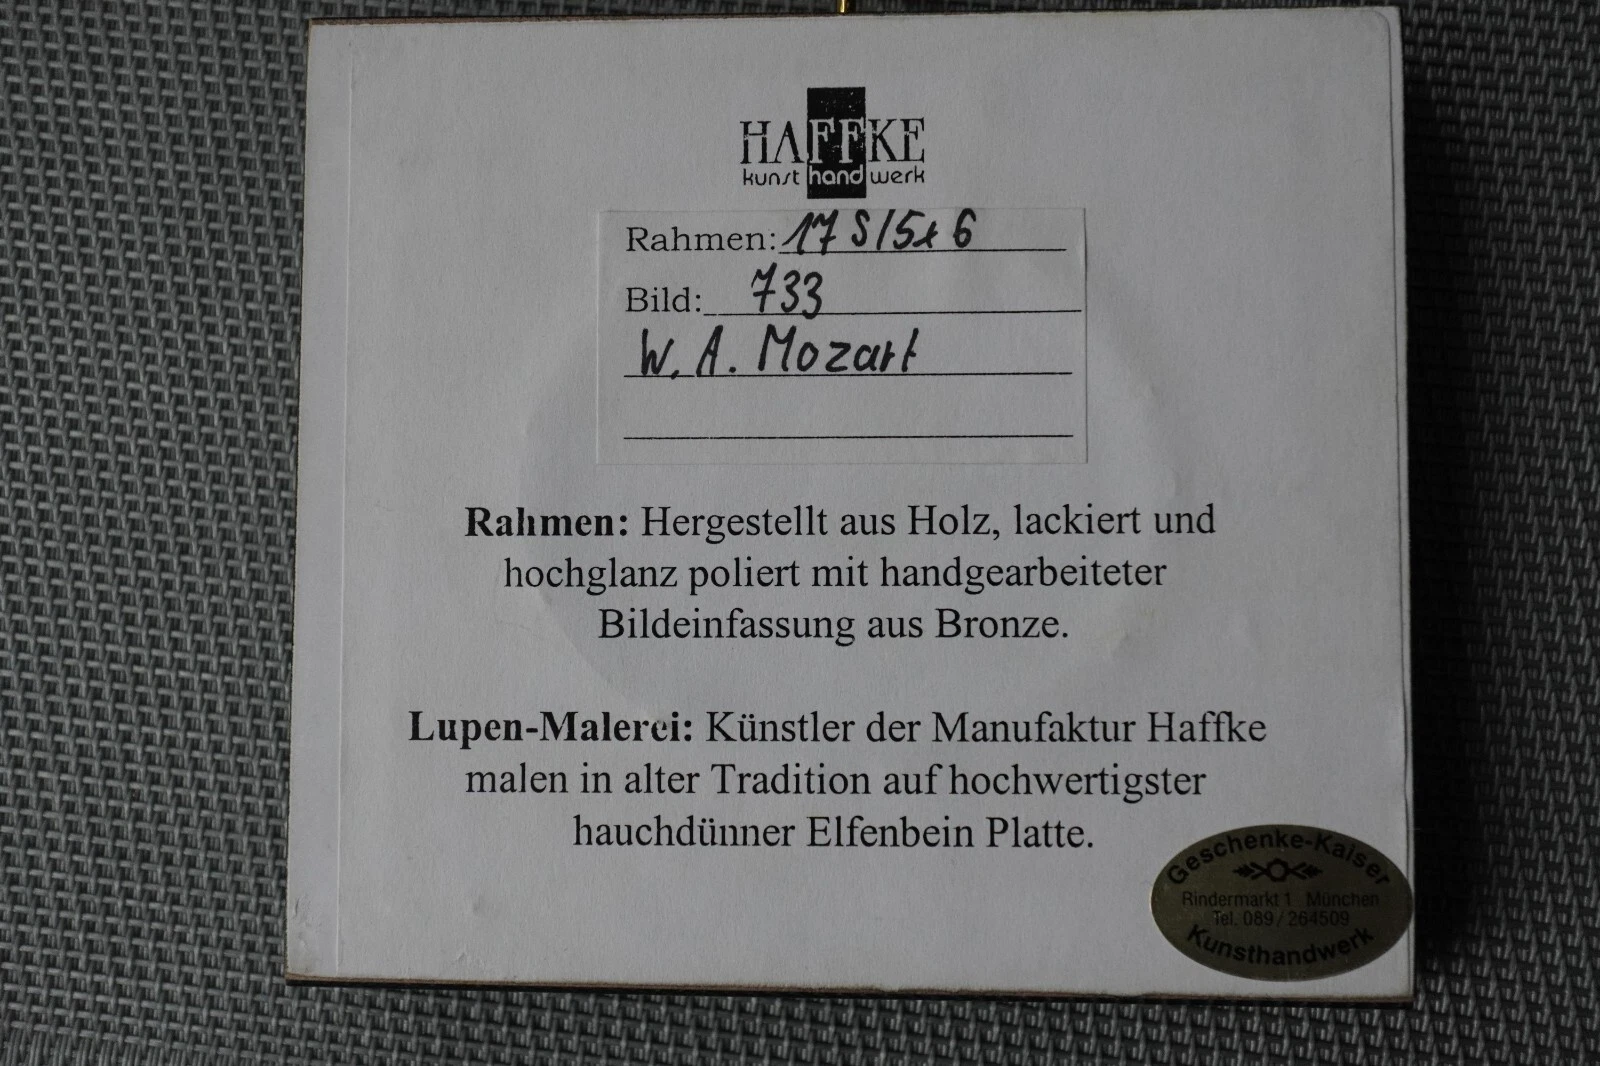 HAFFKE
kunst hand werk
Rahmen: 17 S/5x6
Bild: 733
W. A. Mozart
Rahmen: Hergestellt aus Holz, lackiert und
hochglanz poliert mit handgearbeiteter
Bildeinfassung aus Bronze.
Lupen-Malerei: Künstler der Manufaktur Haffke
malen in alter Tradition auf hochwertigster
hauchdünner Elfenbein Platte.
Geschenke-Kaiser
Rindermarkt 1 München
Tel. 089/264509
Kunsthandwerk